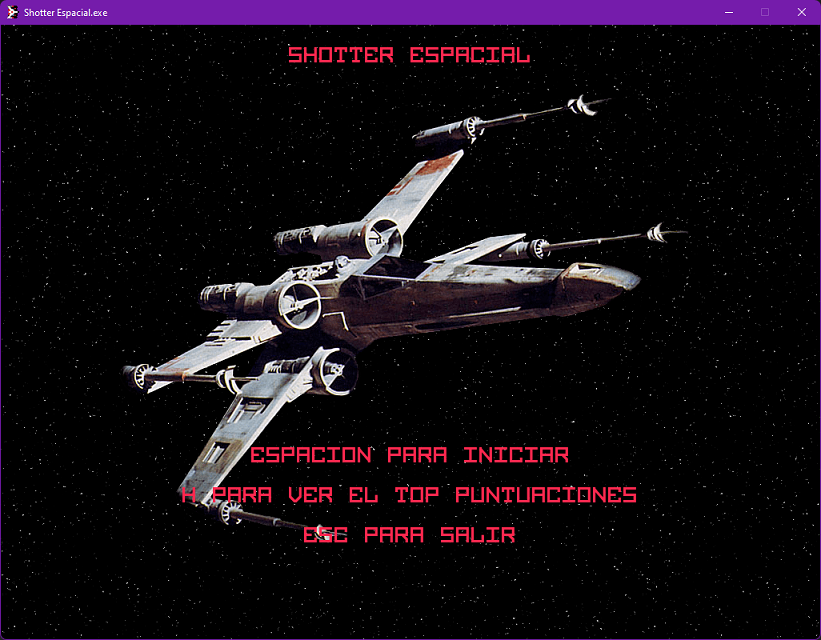 Shotter Espacial.exe
SHOTTER ESPACIAL
ESPACION PARA INICIAR
H PARA VER EL TOP PUNTUACIONES
ESC PARA SALIR